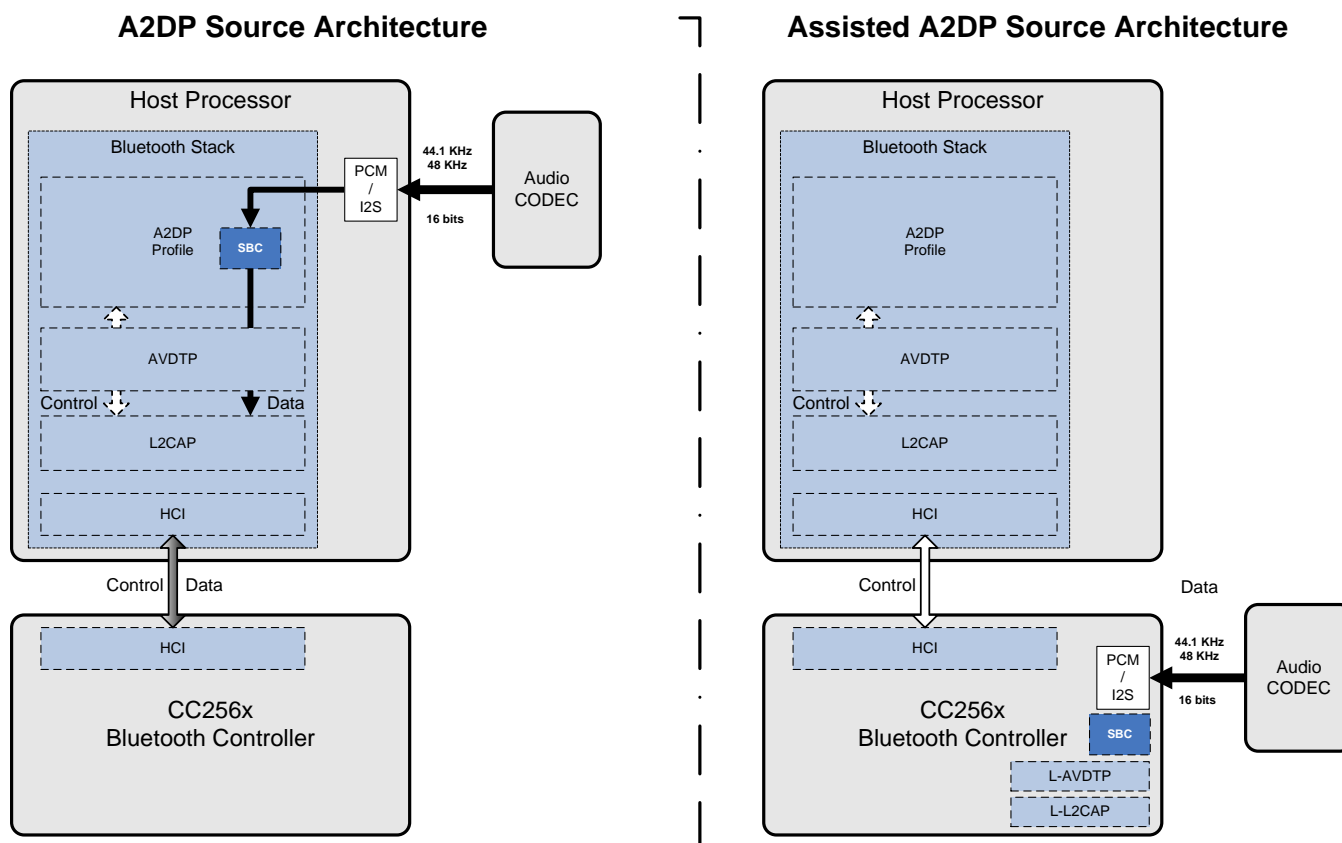 A2DP Source Architecture
Host Processor
Bluetooth Stack
A2DP
Profile
SBC
PCM
/
I2S
44.1 KHz
48 KHz
16 bits
Audio
CODEC
AVDTP
Control
Data
L2CAP
HCI
Control
Data
HCI
CC256x
Bluetooth Controller
Assisted A2DP Source Architecture
Host Processor
Bluetooth Stack
A2DP
Profile
AVDTP
Control
L2CAP
HCI
Control
Data
HCI
PCM
/
I2S
44.1 KHz
48 KHz
16 bits
Audio
CODEC
CC256x
Bluetooth Controller
SBC
L-AVDTP
L-L2CAP